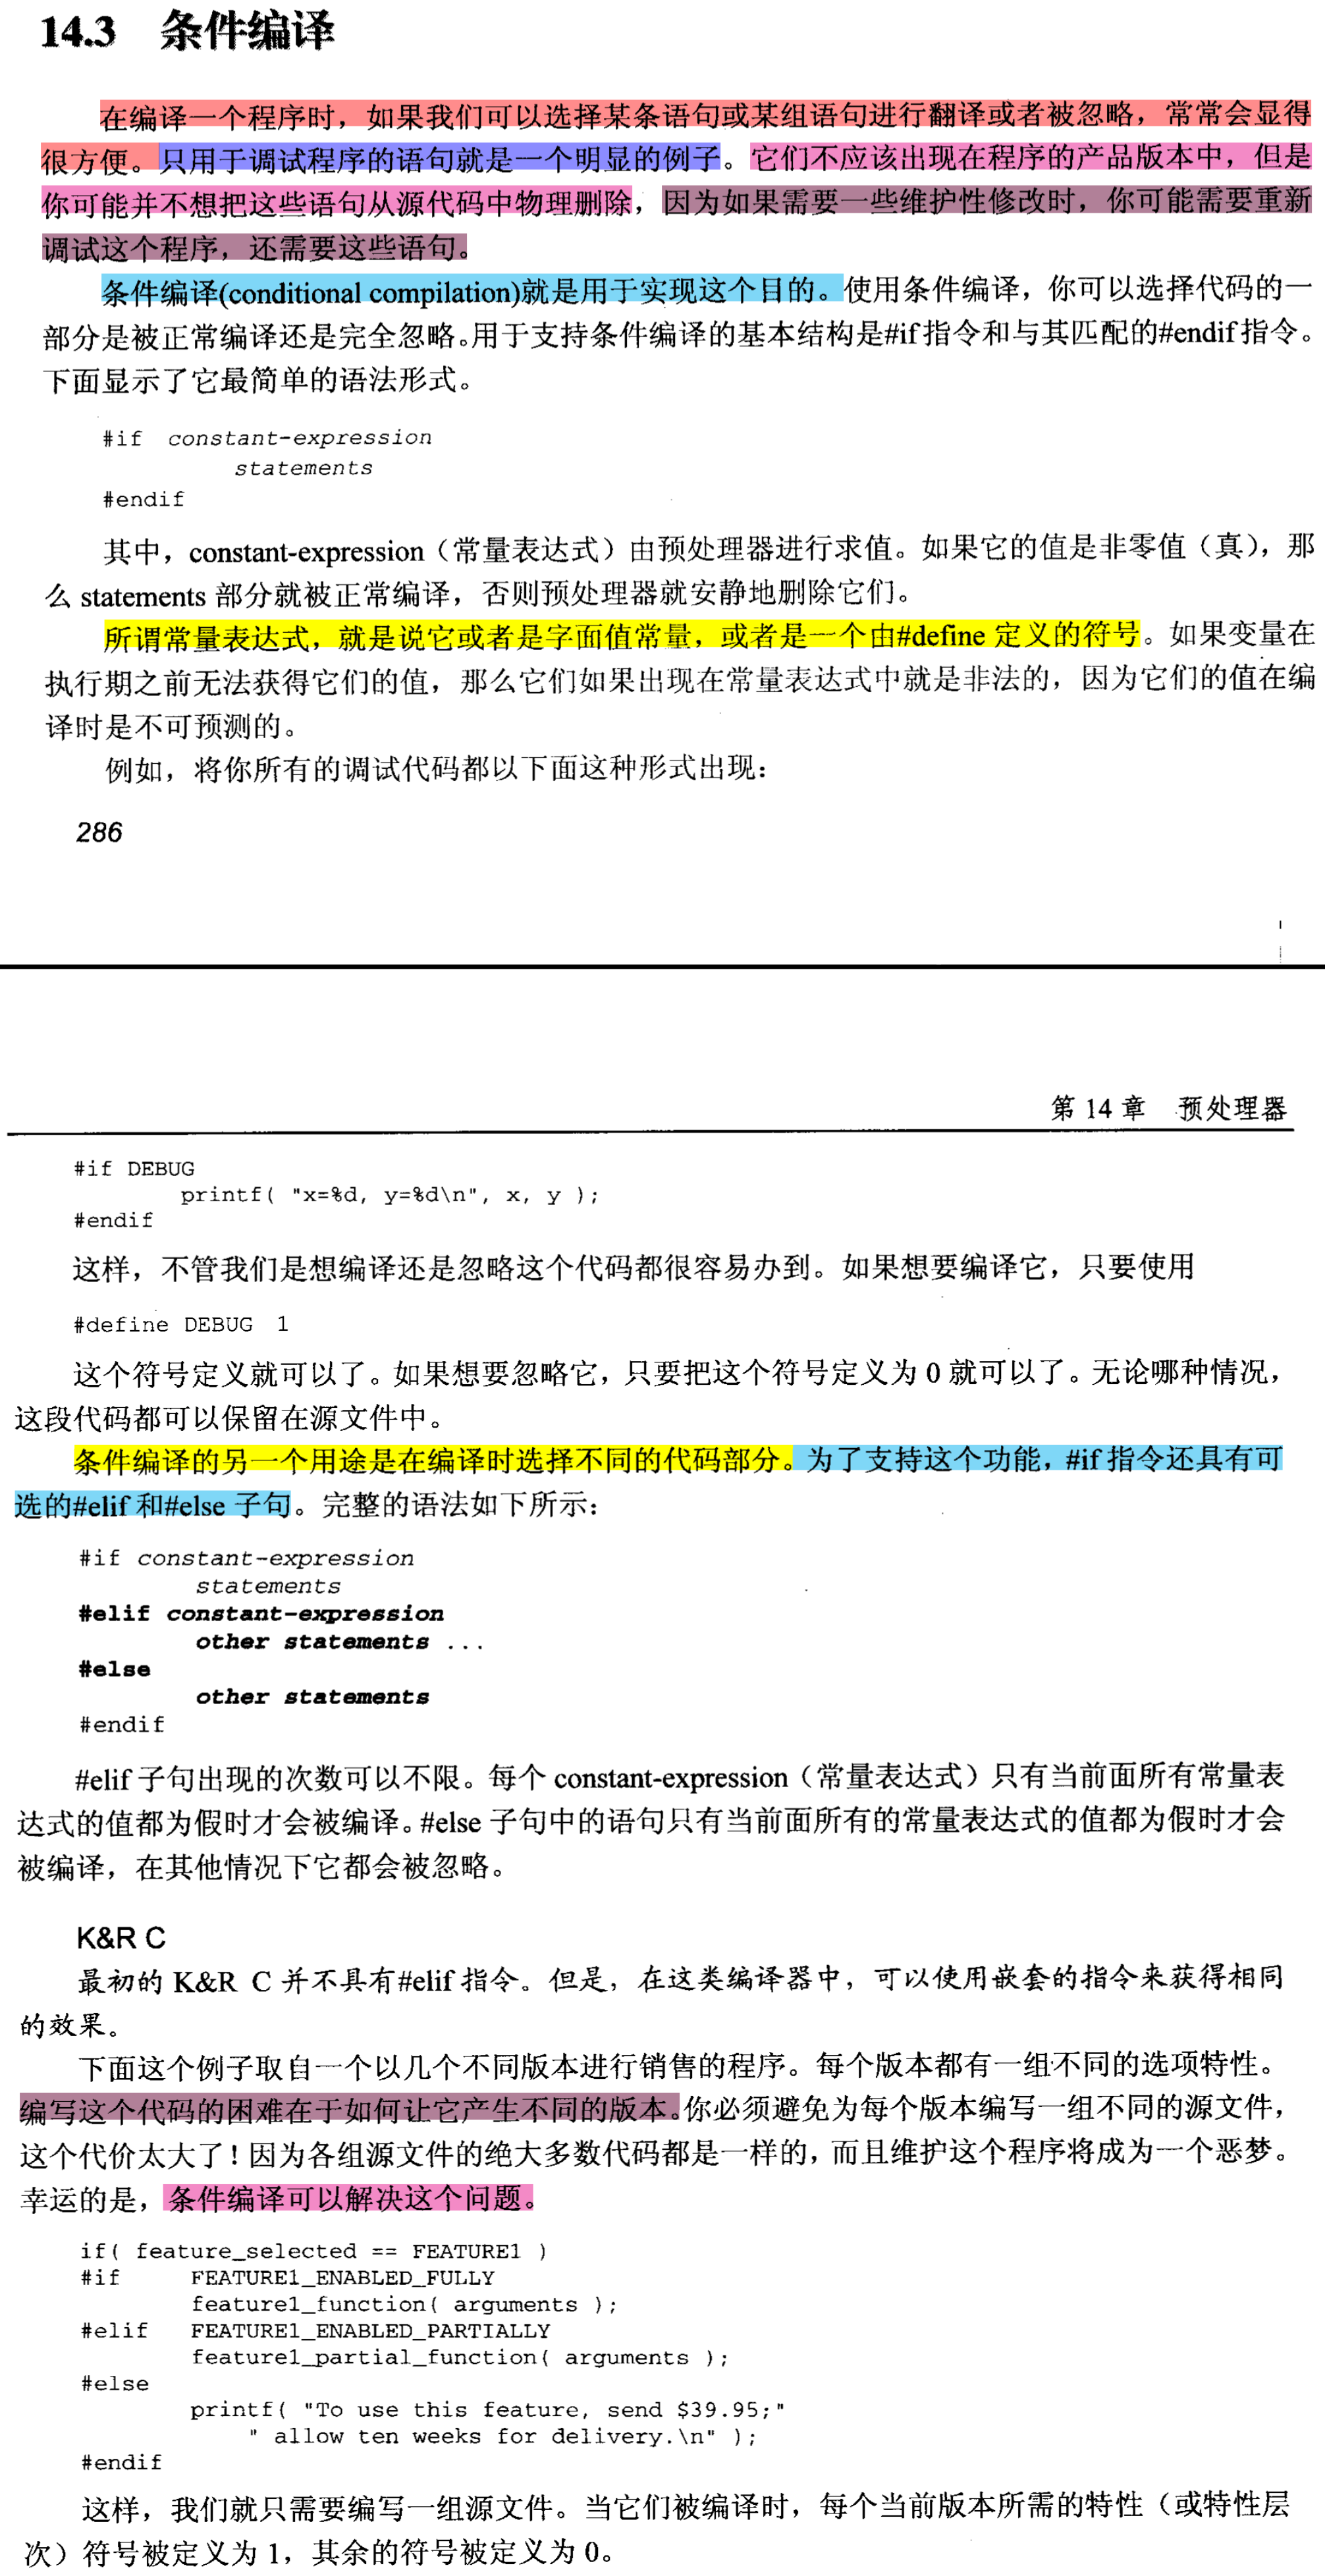 14.3 条件编译
在编译一个程序时，如果我们可以选择某条语句或某组语句进行翻译或者被忽略，常常会显得
很方便。只用于调试程序的语句就是一个明显的例子。它们不应该出现在程序的产品版本中，但是
你可能并不想把这些语句从源代码中物理删除，因为如果需要一些维护性修改时，你可能需要重新
调试这个程序，还需要这些语句。
条件编译(conditional compilation)就是用于实现这个目的。使用条件编译，你可以选择代码的一
部分是被正常编译还是完全忽略。用于支持条件编译的基本结构是#if指令和与其匹配的#endif指令。
下面显示了它最简单的语法形式。
#if constant-expression
statements
#endif
其中，constant-expression（常量表达式）由预处理器进行求值。如果它的值是非零值（真），那
么 statements 部分就被正常编译，否则预处理器就安静地删除它们。
所谓常量表达式，就是说它或者是字面值常量，或者是一个由#define 定义的符号。如果变量在
执行期之前无法获得它们的值，那么它们如果出现在常量表达式中就是非法的，因为它们的值在编
译时是不可预测的。
例如，将你所有的调试代码都以下面这种形式出现：
286
第 14 章 预处理器
#if DEBUG
printf( "x=%d, y=%d\n", x, y );
#endif
这样，不管我们是想编译还是忽略这个代码都很容易办到。如果想要编译它，只要使用
#define DEBUG 1
这个符号定义就可以了。如果想要忽略它，只要把这个符号定义为 0 就可以了。无论哪种情况，
这段代码都可以保留在源文件中。
条件编译的另一个用途是在编译时选择不同的代码部分。为了支持这个功能，#if指令还具有可
选的#elif 和#else 子句。完整的语法如下所示：
#if constant-expression
statements
#elif constant-expression
other statements ...
#else
other statements
#endif
#elif 子句出现的次数可以不限。每个 constant-expression（常量表达式）只有当前面所有常量表
达式的值都为假时才会被编译。#else 子句中的语句只有当前面所有的常量表达式的值都为假时才会
被编译，在其他情况下它都会被忽略。
K&R C
最初的 K&R C 并不具有#elif 指令。但是，在这类编译器中，可以使用嵌套的指令来获得相同
的效果。
下面这个例子取自一个以几个不同版本进行销售的程序。每个版本都有一组不同的选项特性。
编写这个代码的困难在于如何让它产生不同的版本。你必须避免为每个版本编写一组不同的源文件，
这个代价太大了！因为各组源文件的绝大多数代码都是一样的，而且维护这个程序将成为一个恶梦。
幸运的是，条件编译可以解决这个问题。
if( feature_selected == FEATURE1 )
#if FEATURE1_ENABLED_FULLY
feature1_function( arguments );
#elif FEATURE1_ENABLED_PARTIALLY
feature1_partial_function( arguments );
#else
printf( "To use this feature, send $39.95;"
" allow ten weeks for delivery.\n" );
#endif
这样，我们就只需要编写一组源文件。当它们被编译时，每个当前版本所需的特性（或特性层
次）符号被定义为 1，其余的符号被定义为 0。